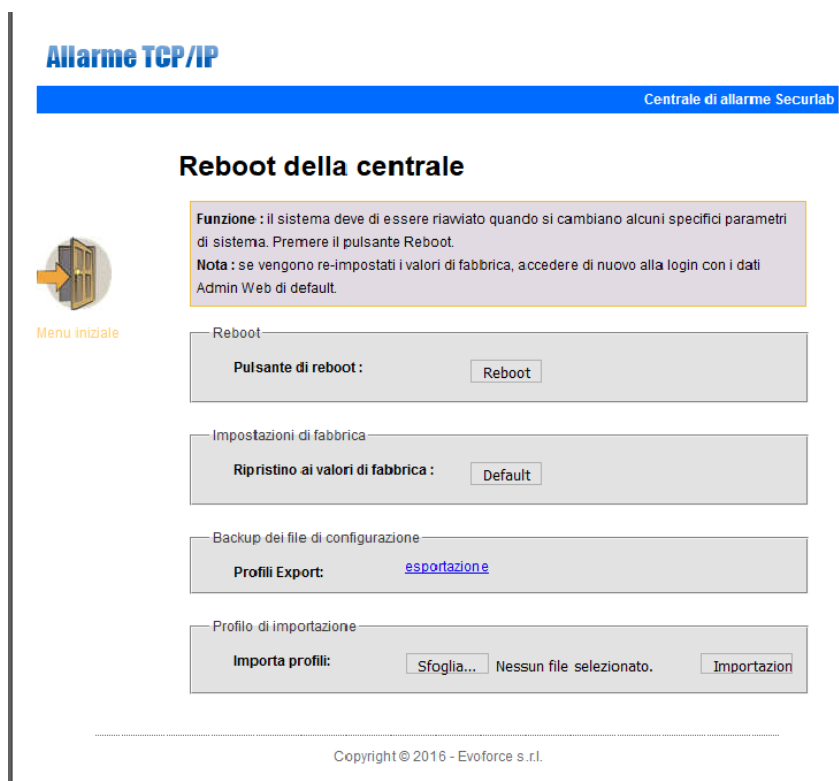 Allarme TCP/IP
Centrale di allarme Securlab
Reboot della centrale
Funzione : il sistema deve di essere riavviato quando si cambiano alcuni specifici parametri
di sistema. Premere il pulsante Reboot.
Nota : se vengono re-impostati i valori di fabbrica, accedere di nuovo alla login con i dati
Admin Web di default.
Menu iniziale
Reboot
Pulsante di reboot : Reboot
Impostazioni di fabbrica
Ripristino ai valori di fabbrica : Default
Backup dei file di configurazione
Profili Export: esportazione
Profilo di importazione
Importa profili: Sfoglia... Nessun file selezionato. Importazion
Copyright © 2016 - Evoforce s.r.l.